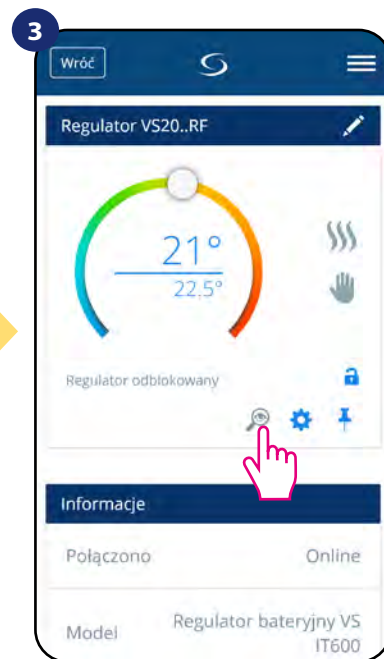 3
Wróć
Regulator VS20..RF
21°
22.5°
Regulator odblokowany
Informacje
Połączono Online
Model Regulator bateryjny VS
IT600